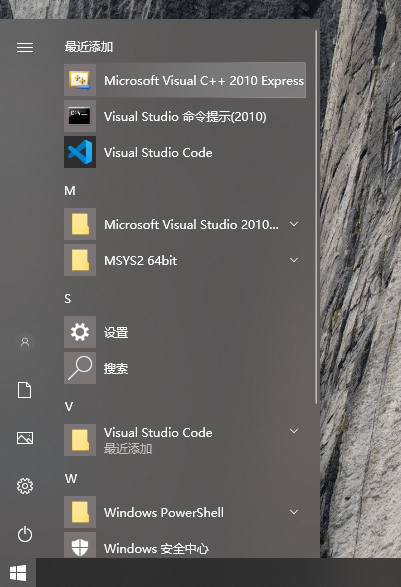 最近添加
Microsoft Visual C++ 2010 Express
Visual Studio 命令提示(2010)
Visual Studio Code
M
Microsoft Visual Studio 2010...
MSYS2 64bit
S
设置
搜索
V
Visual Studio Code
最近添加
W
Windows PowerShell
Windows 安全中心